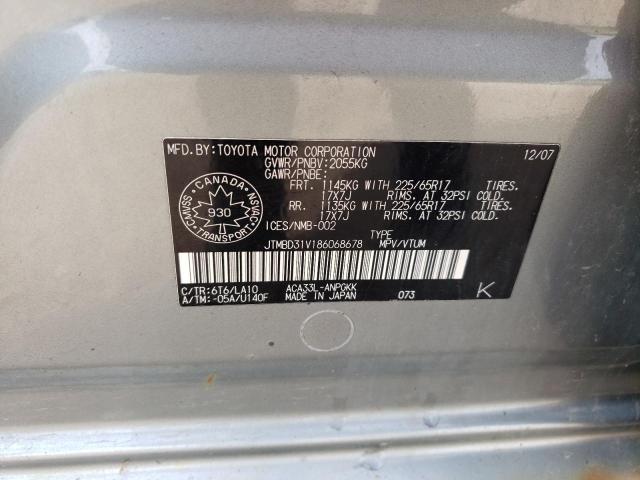 MFD.BY:TOYOTA MOTOR CORPORATION 12/07
GVWR/PNBV:2055KG
GAWR/PNBE:
FRT. 1145KG WITH 225/65R17 TIRES.
17X7J RIMS. AT 32PSI COLD.
RR. 1135KG WITH 225/65R17 TIRES.
17X7J RIMS. AT 32PSI COLD.
CANADA
CMVSS NSVAC
930
TRANSPORT
ICES/NMB-002
TYPE
JTMBD31V186068678 MPV/VTUM
C/TR:6T6/LA10 ACA33L-ANPGKK
A/TM:-05A/U140F MADE IN JAPAN 073 K